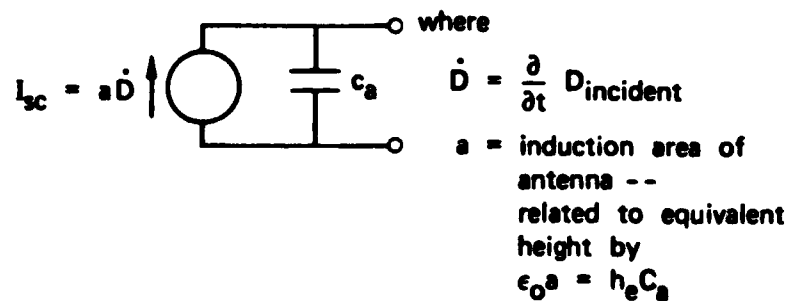 where
I_sc = aḊ
c_a
Ḋ = ∂/∂t D_incident
a = induction area of
antenna --
related to equivalent
height by
ε_o a = h_e C_a